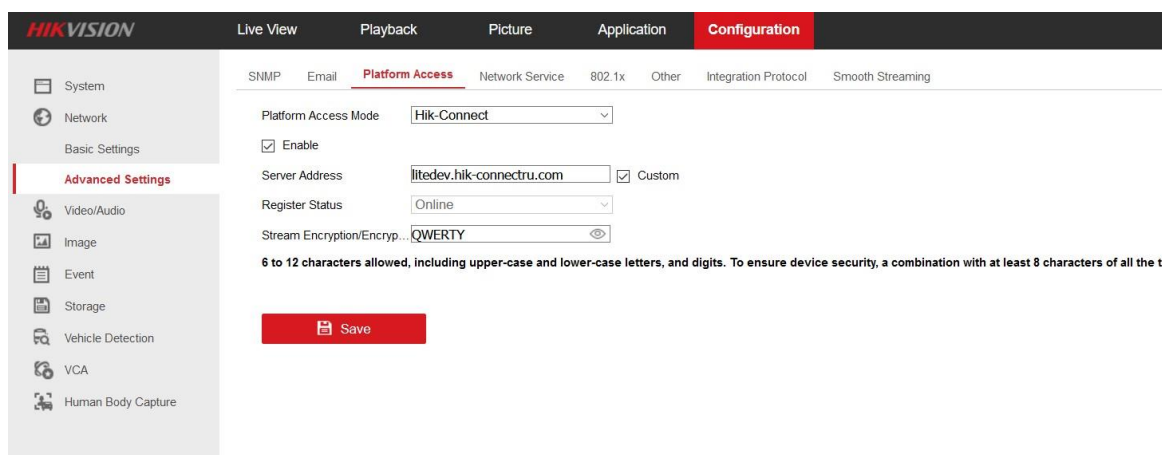 HIKVISION Live View Playback Picture Application Configuration
SNMP Email Platform Access Network Service 802.1x Other Integration Protocol Smooth Streaming
System
Network
Basic Settings
Advanced Settings
Video/Audio
Image
Event
Storage
Vehicle Detection
VCA
Human Body Capture
Platform Access Mode Hik-Connect
Enable
Server Address litedev.hik-connectru.com Custom
Register Status Online
Stream Encryption/Encryp... QWERTY
6 to 12 characters allowed, including upper-case and lower-case letters, and digits. To ensure device security, a combination with at least 8 characters of all the t
Save